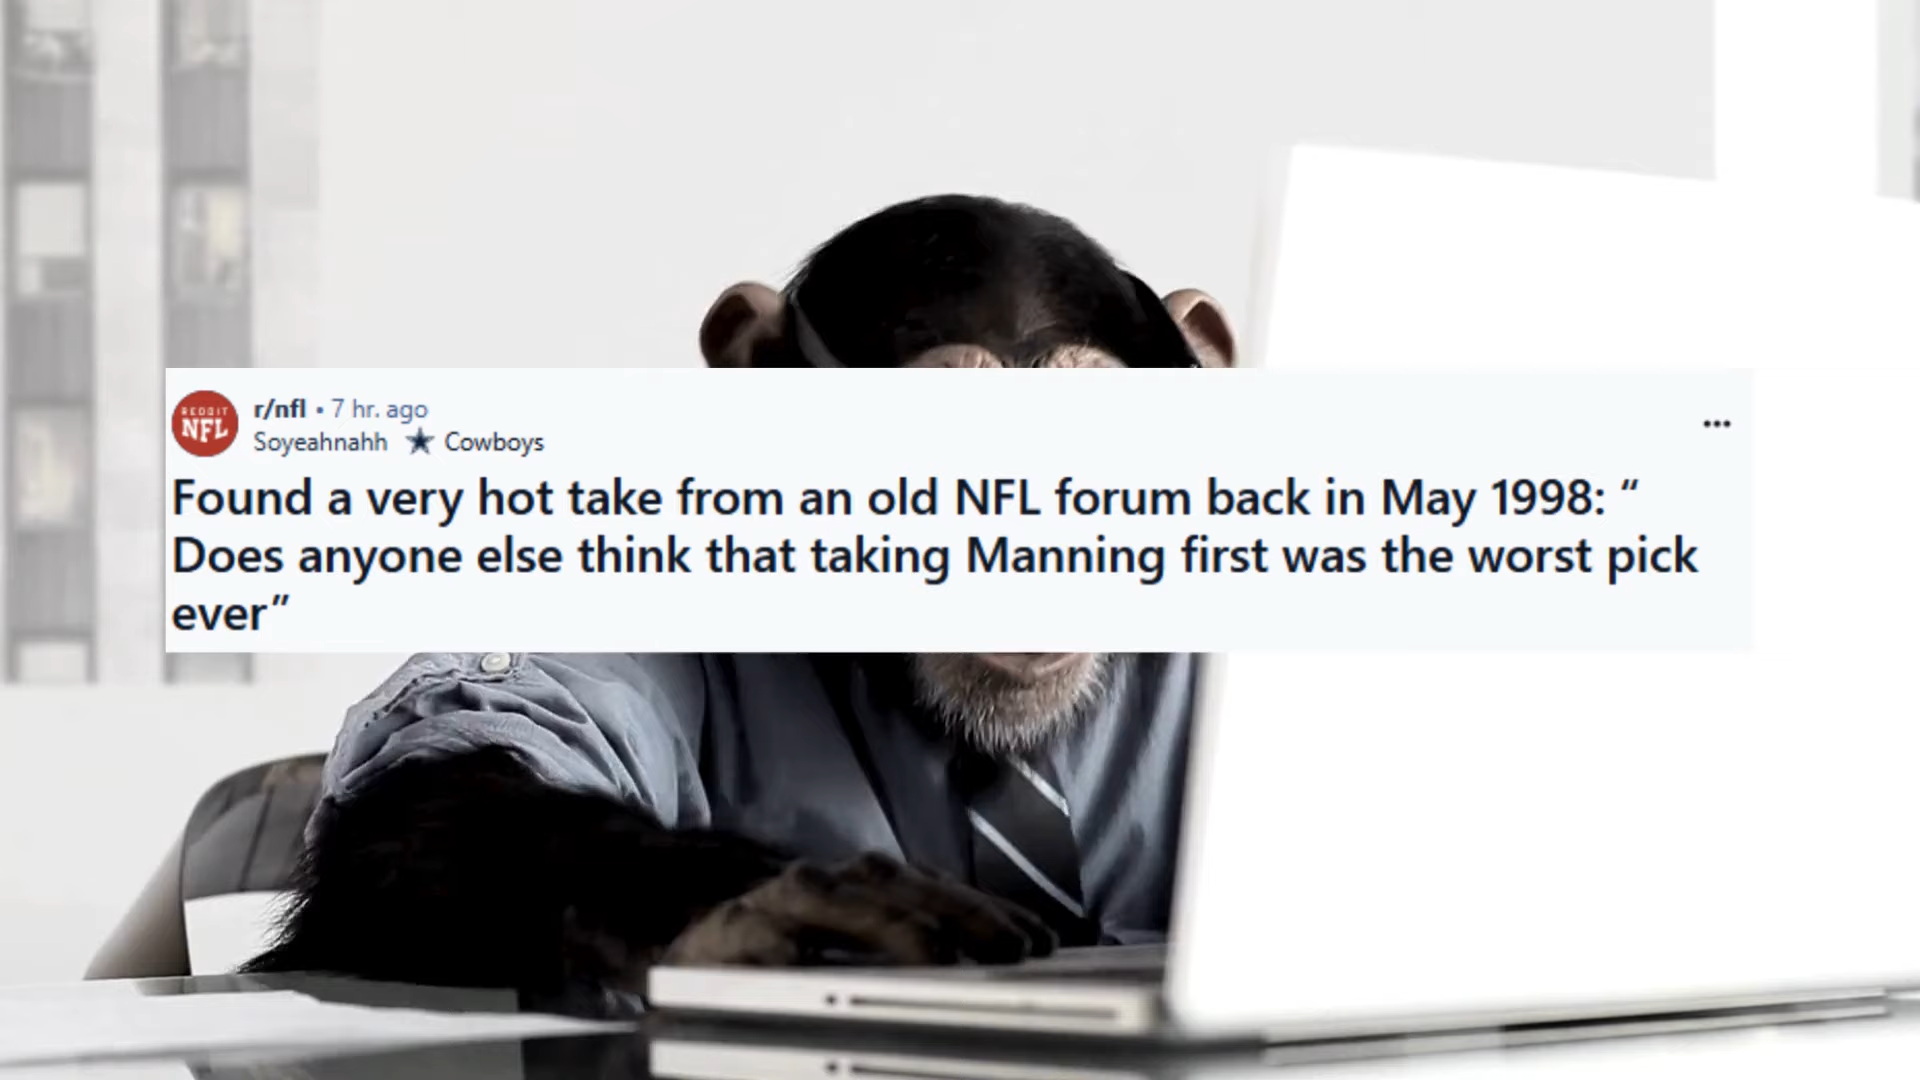 REDDIT
NFL
r/nfl • 7 hr. ago
Soyeahnahh Cowboys
Found a very hot take from an old NFL forum back in May 1998: “
Does anyone else think that taking Manning first was the worst pick
ever”